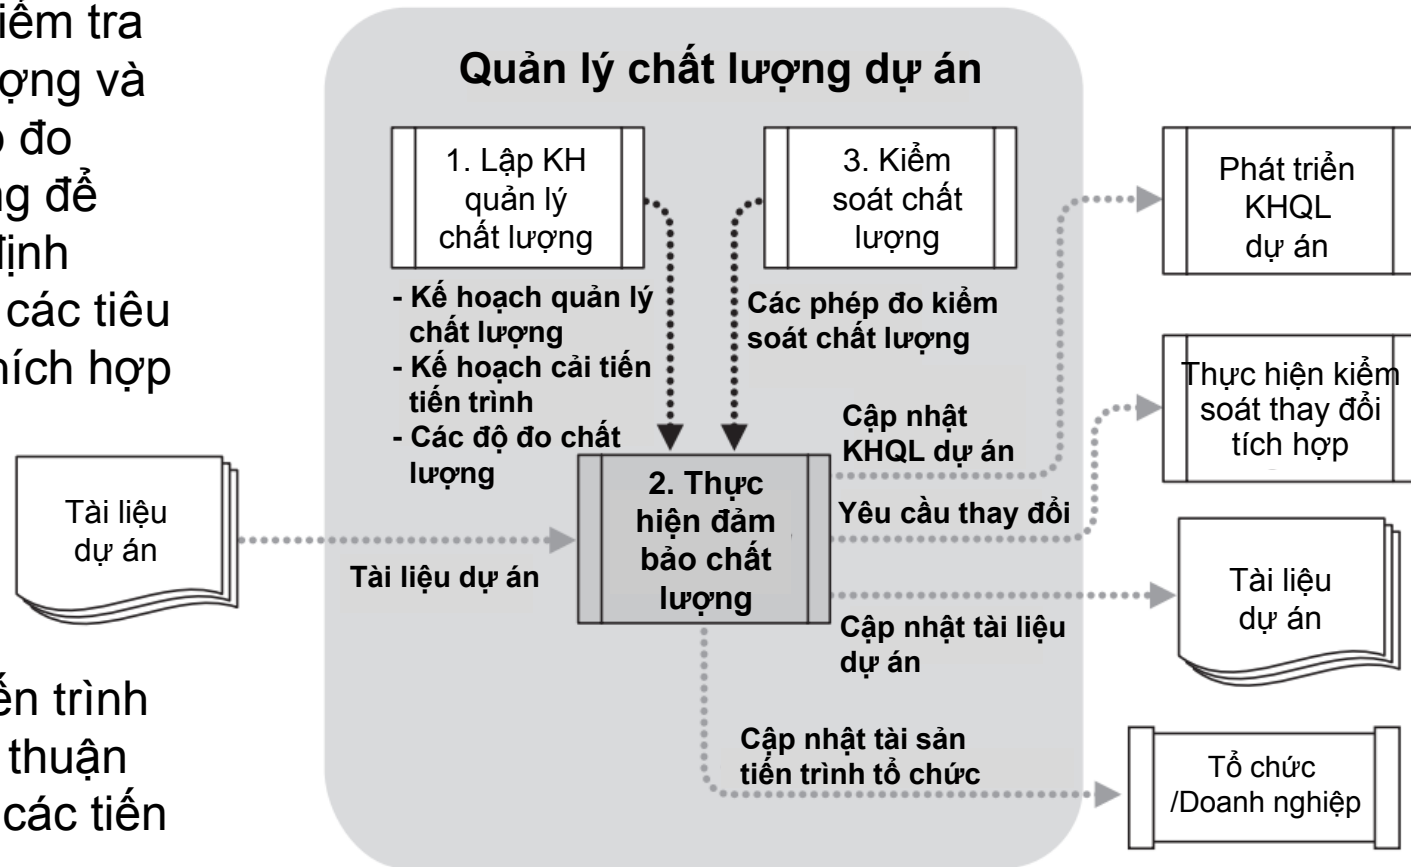 iểm tra
ợng và
đo
ng để
định
các tiêu
hích hợp
ến trình
thuận
các tiến
Quản lý chất lượng dự án
1. Lập KH
quản lý
chất lượng
3. Kiểm
soát chất
lượng
- Kế hoạch quản lý
chất lượng
- Kế hoạch cải tiến
tiến trình
- Các độ đo chất
lượng
Các phép đo kiểm
soát chất lượng
Cập nhật
KHQL dự án
2. Thực
hiện đảm
bảo chất
lượng
Yêu cầu thay đổi
Tài liệu
dự án
Tài liệu dự án
Cập nhật tài liệu
dự án
Cập nhật tài sản
tiến trình tổ chức
Phát triển
KHQL
dự án
Thực hiện kiểm
soát thay đổi
tích hợp
Tài liệu
dự án
Tổ chức
/Doanh nghiệp